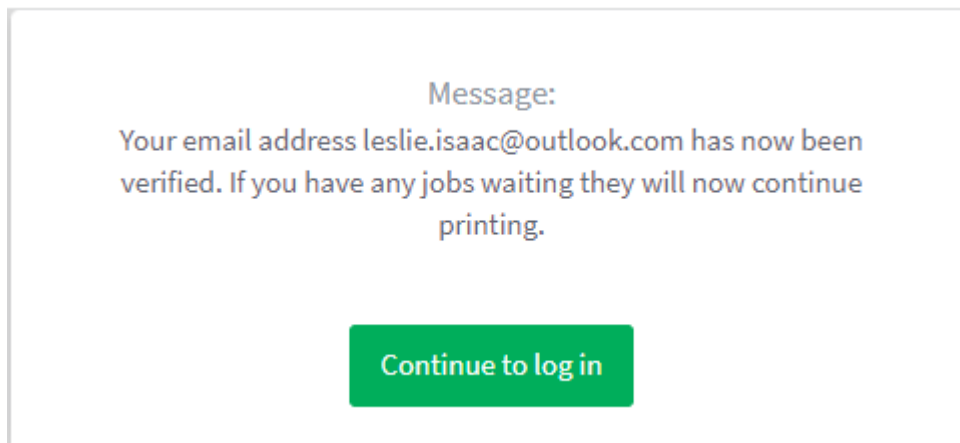 Message:
Your email address leslie.isaac@outlook.com has now been
verified. If you have any jobs waiting they will now continue
printing.
Continue to log in